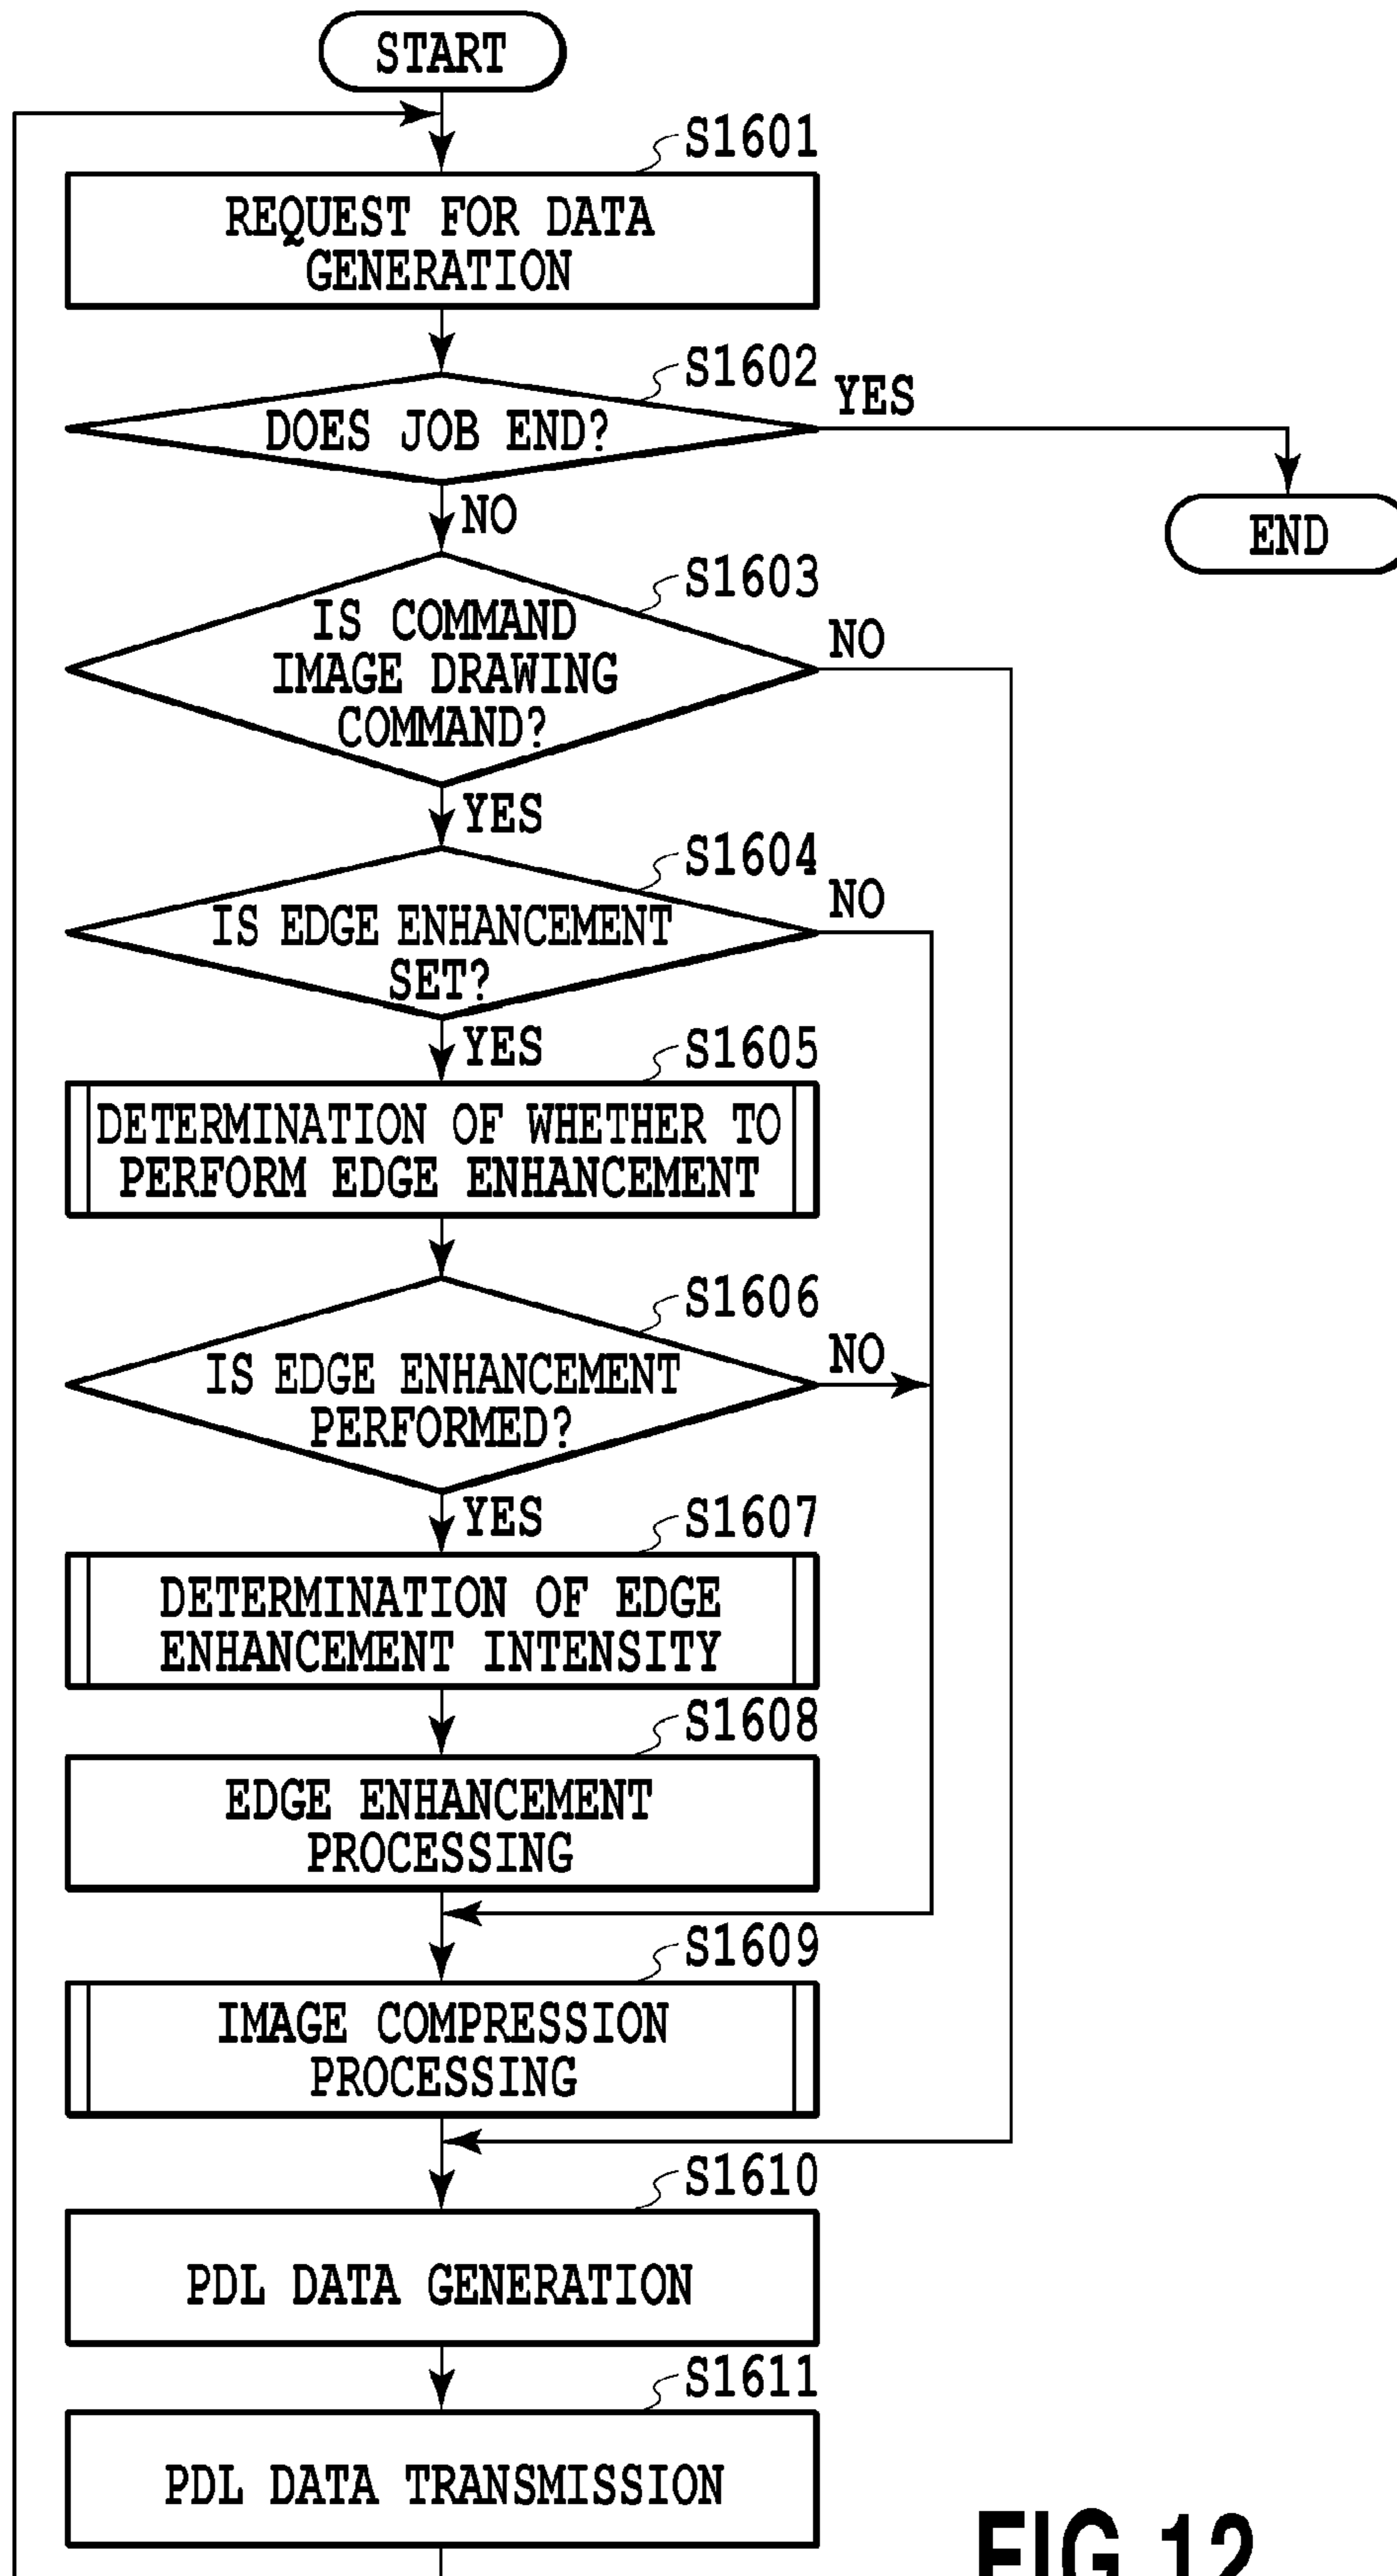 START
S1601
REQUEST FOR DATA
GENERATION
S1602
DOES JOB END?
YES
NO
END
S1603
IS COMMAND
IMAGE DRAWING
COMMAND?
NO
YES
S1604
IS EDGE ENHANCEMENT
SET?
NO
YES
S1605
DETERMINATION OF WHETHER TO
PERFORM EDGE ENHANCEMENT
S1606
IS EDGE ENHANCEMENT
PERFORMED?
NO
YES
S1607
DETERMINATION OF EDGE
ENHANCEMENT INTENSITY
S1608
EDGE ENHANCEMENT
PROCESSING
S1609
IMAGE COMPRESSION
PROCESSING
S1610
PDL DATA GENERATION
S1611
PDL DATA TRANSMISSION
FIG.12